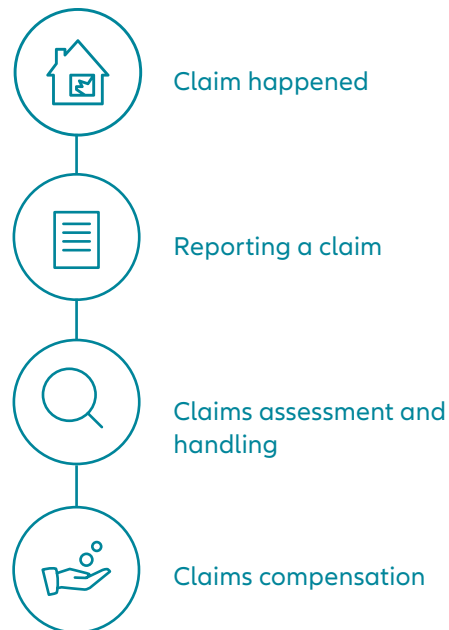 Claim happened
Reporting a claim
Claims assessment and
handling
Claims compensation